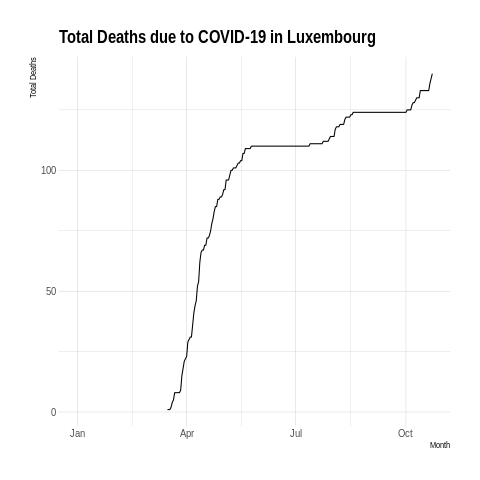 Total Deaths due to COVID-19 in Luxembourg
Total Deaths
100
50
0
Jan Apr Jul Oct
Month